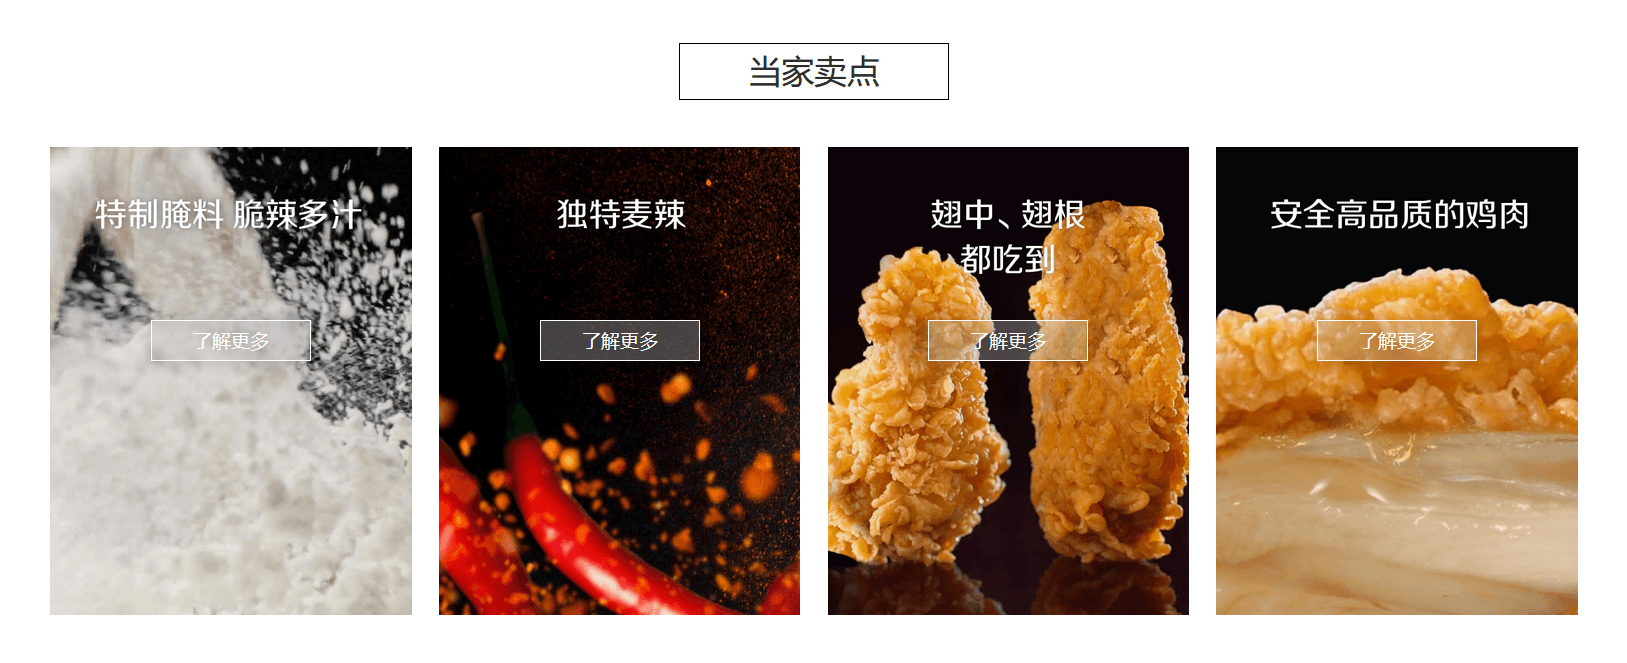 当家卖点
特制腌料 脆辣多汁
了解更多
独特麦辣
了解更多
翅中、翅根
都吃到
了解更多
安全高品质的鸡肉
了解更多